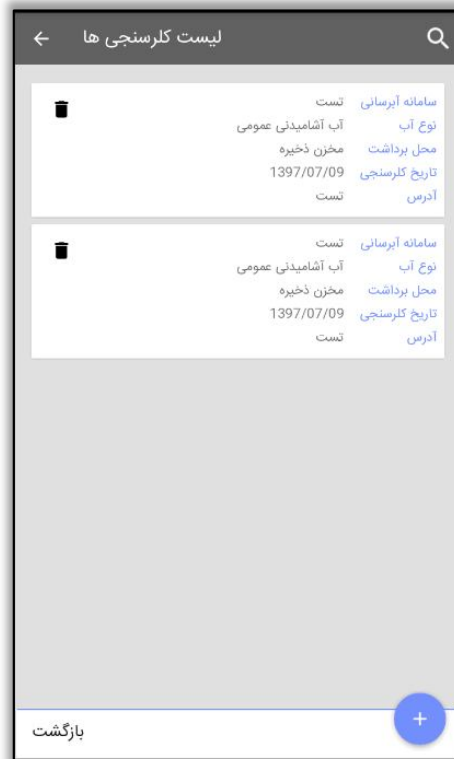 لیست کلرسنجی ها
سامانه آبرسانی تست
نوع آب آب آشامیدنی عمومی
محل برداشت مخزن ذخیره
تاریخ کلرسنجی 1397/07/09
آدرس تست
سامانه آبرسانی تست
نوع آب آب آشامیدنی عمومی
محل برداشت مخزن ذخیره
تاریخ کلرسنجی 1397/07/09
آدرس تست
+
بازگشت